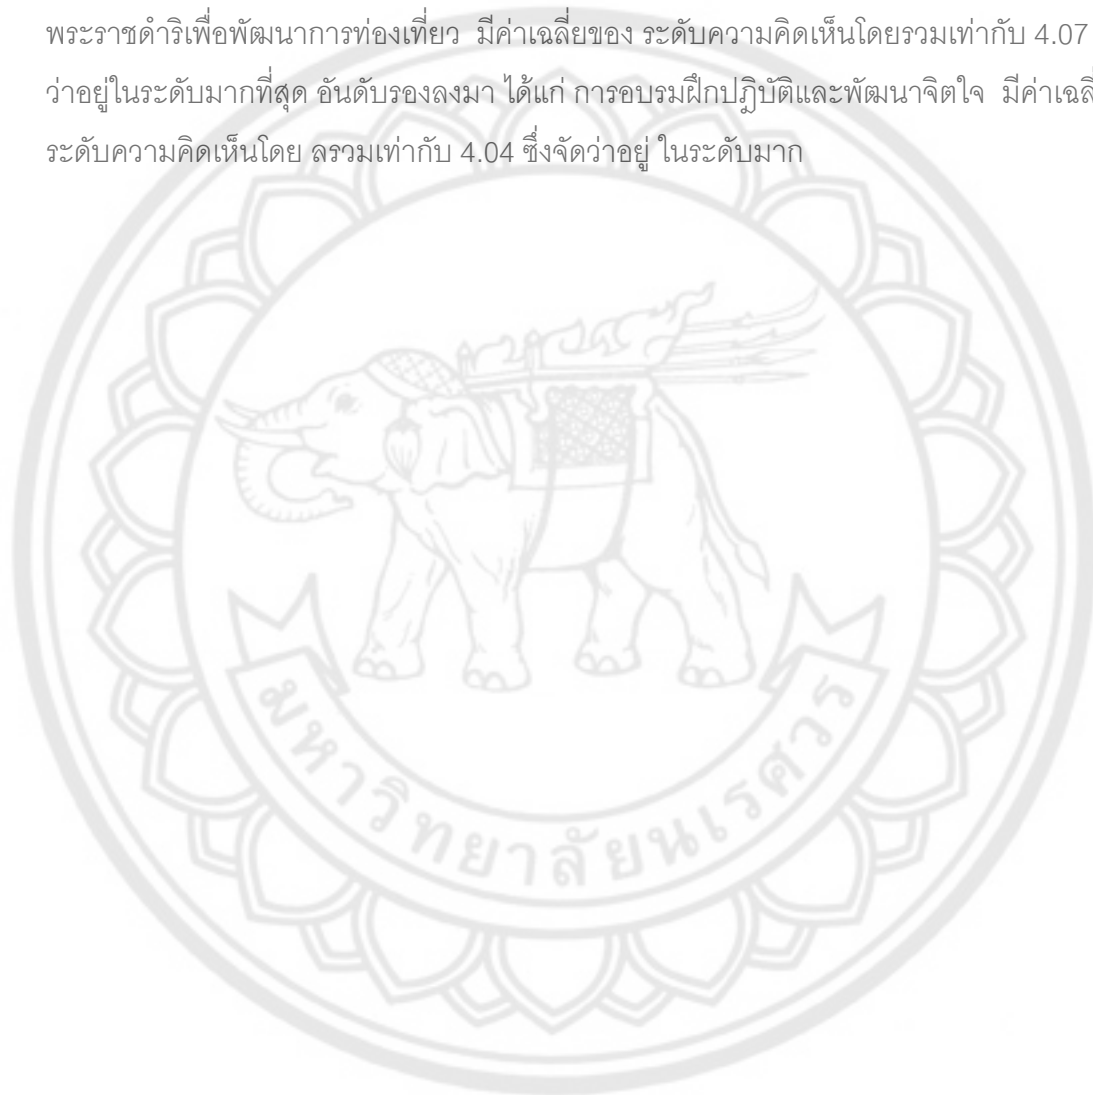 พระราชดำริเพื่อพัฒนาการท่องเที่ยว มีค่าเฉลี่ยของ ระดับความคิดเห็นโดยรวมเท่ากับ 4.07
ว่าอยู่ในระดับมากที่สุด อันดับรองลงมา ได้แก่ การอบรมฝึกปฎิบัติและพัฒนาจิตใจ
ระดับความคิดเห็นโดย ลรวมเท่ากับ 4.04 ซึ่งจัดว่าอยู่ ในระดับมาก
มหาวิทยาลัยนเรศวร